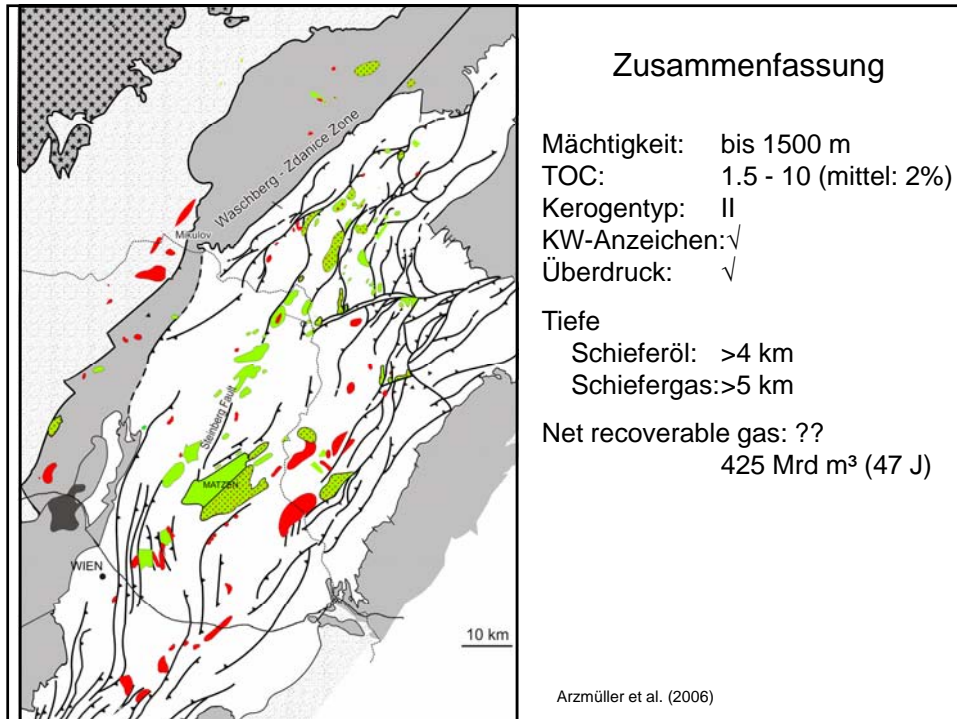 Waschberg - Zdanice Zone
Mikulov
Steinberg Fault
MATZEN
WIEN
10 km
Zusammenfassung
Mächtigkeit: bis 1500 m
TOC: 1.5 - 10 (mittel: 2%)
Kerogentyp: II
KW-Anzeichen:√
Überdruck: √
Tiefe
Schieferöl: >4 km
Schiefergas:>5 km
Net recoverable gas: ??
425 Mrd m³ (47 J)
Arzmüller et al. (2006)